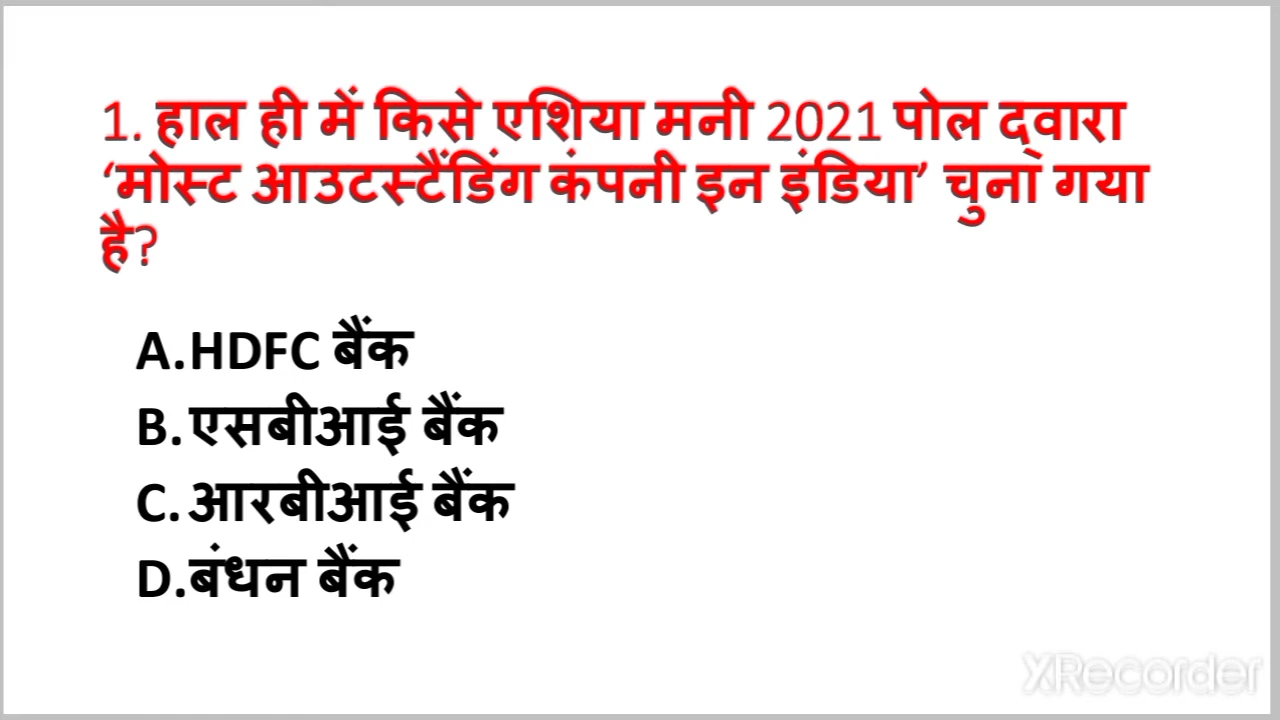 1. हाल ही में किसे एशिया मनी 2021 पोल द्वारा
‘मोस्ट आउटस्टैंडिंग कंपनी इन इंडिया’ चुना गया
है?
A.HDFC बैंक
B.एसबीआई बैंक
C.आरबीआई बैंक
D.बंधन बैंक
XRecorder